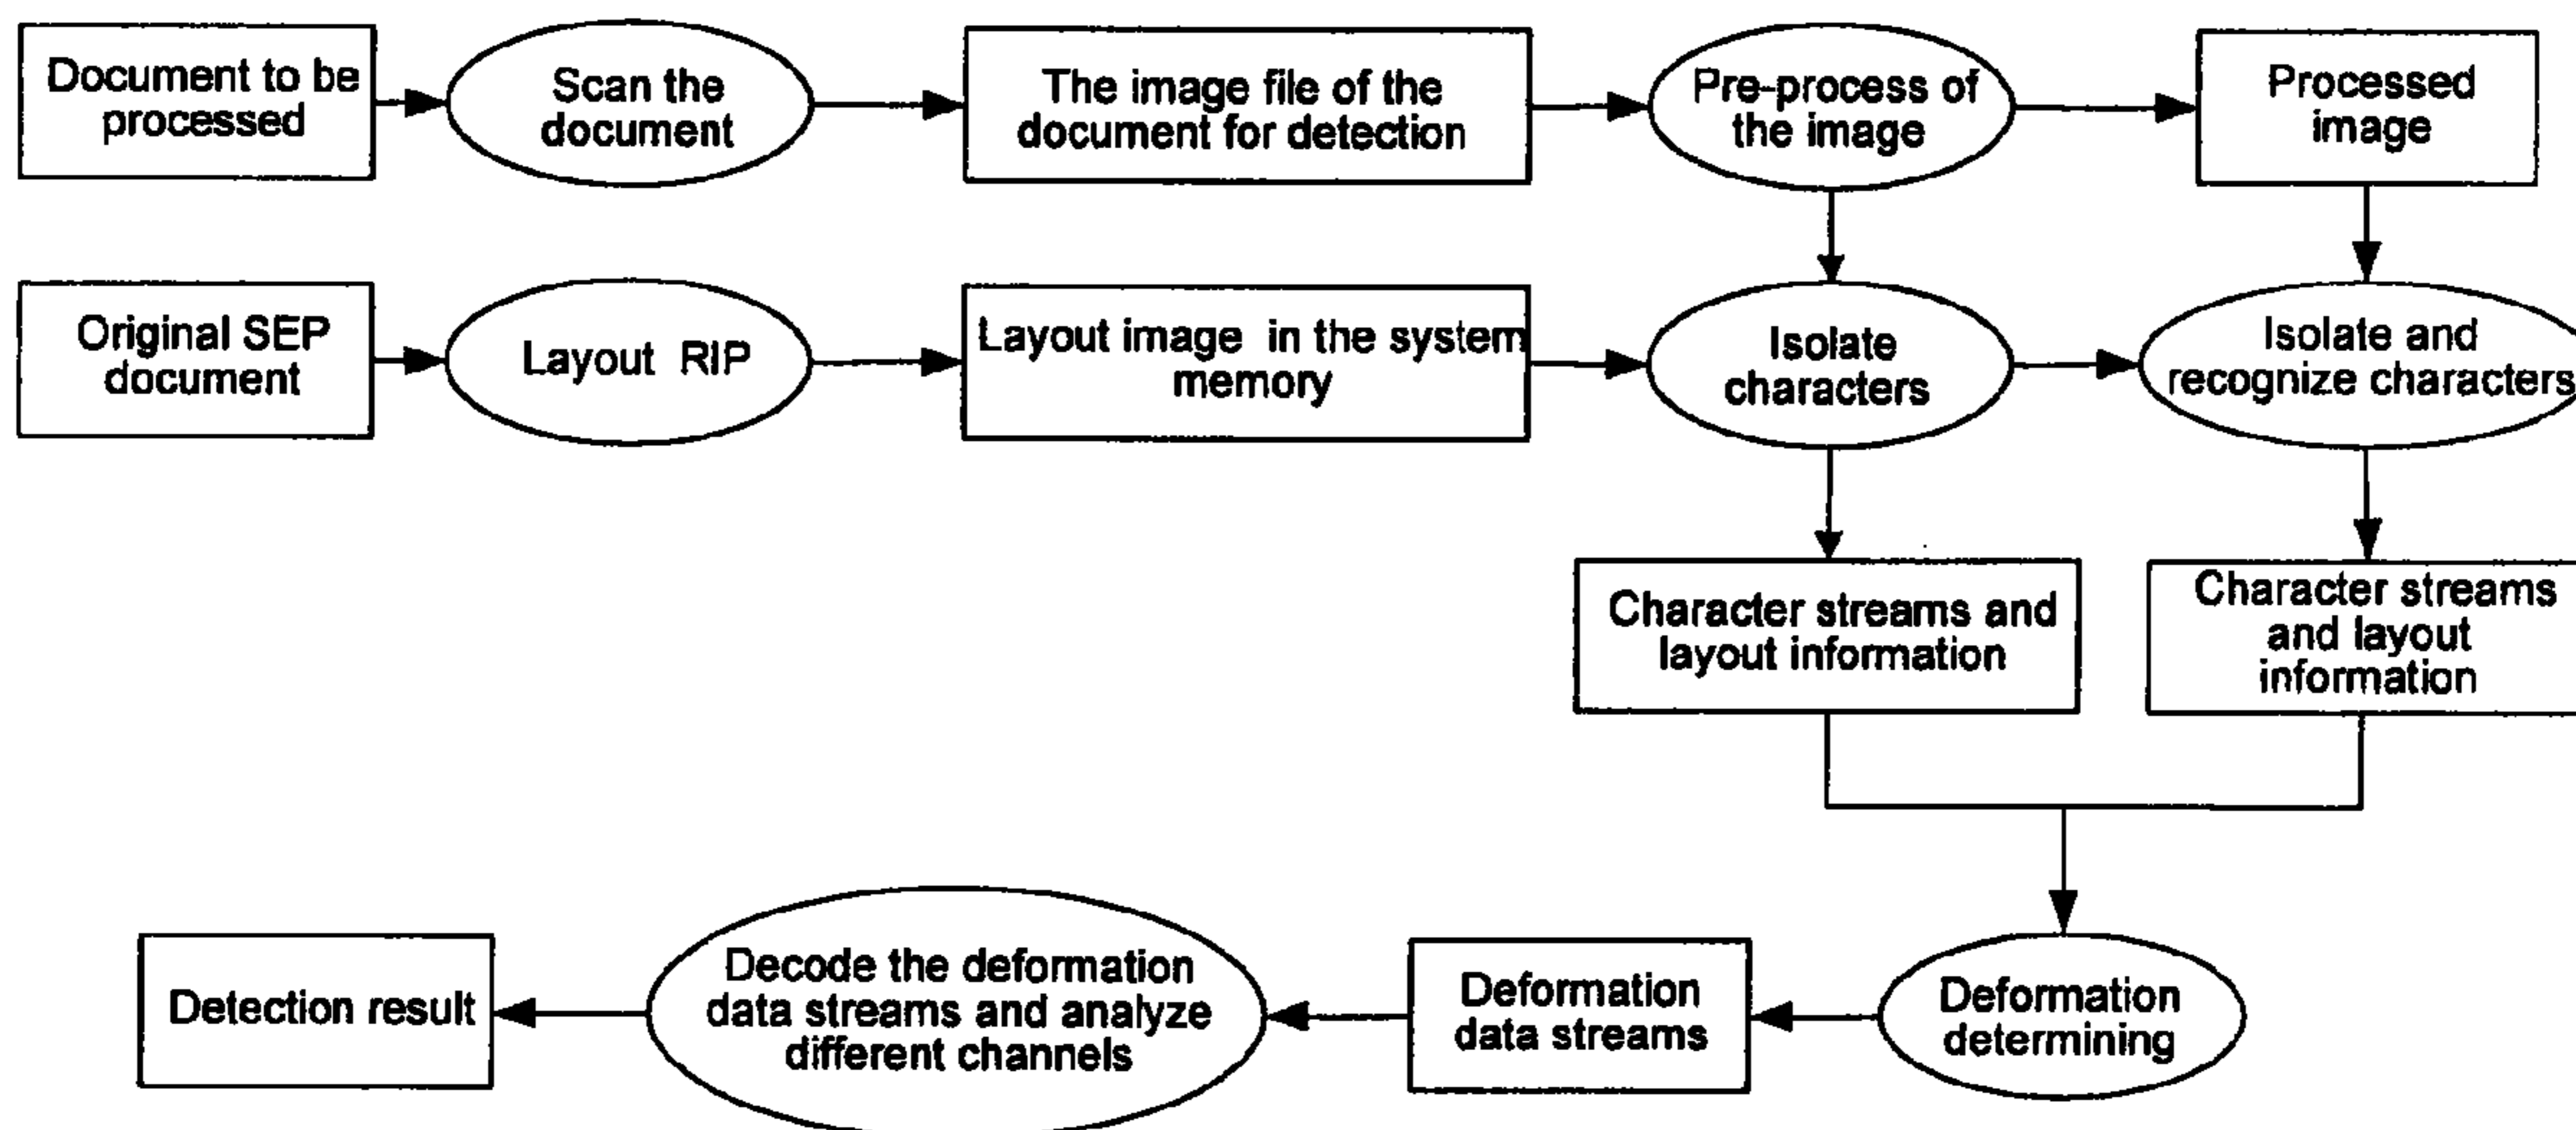 Document to be
processed
Scan the
document
The image file of the
document for detection
Pre-process of
the image
Processed
image
Original SEP
document
Layout RIP
Layout image in the system
memory
Isolate
characters
Isolate and
recognize characters
Character streams and
layout information
Character streams
and layout
information
Detection result
Decode the deformation
data streams and analyze
different channels
Deformation
data streams
Deformation
determining